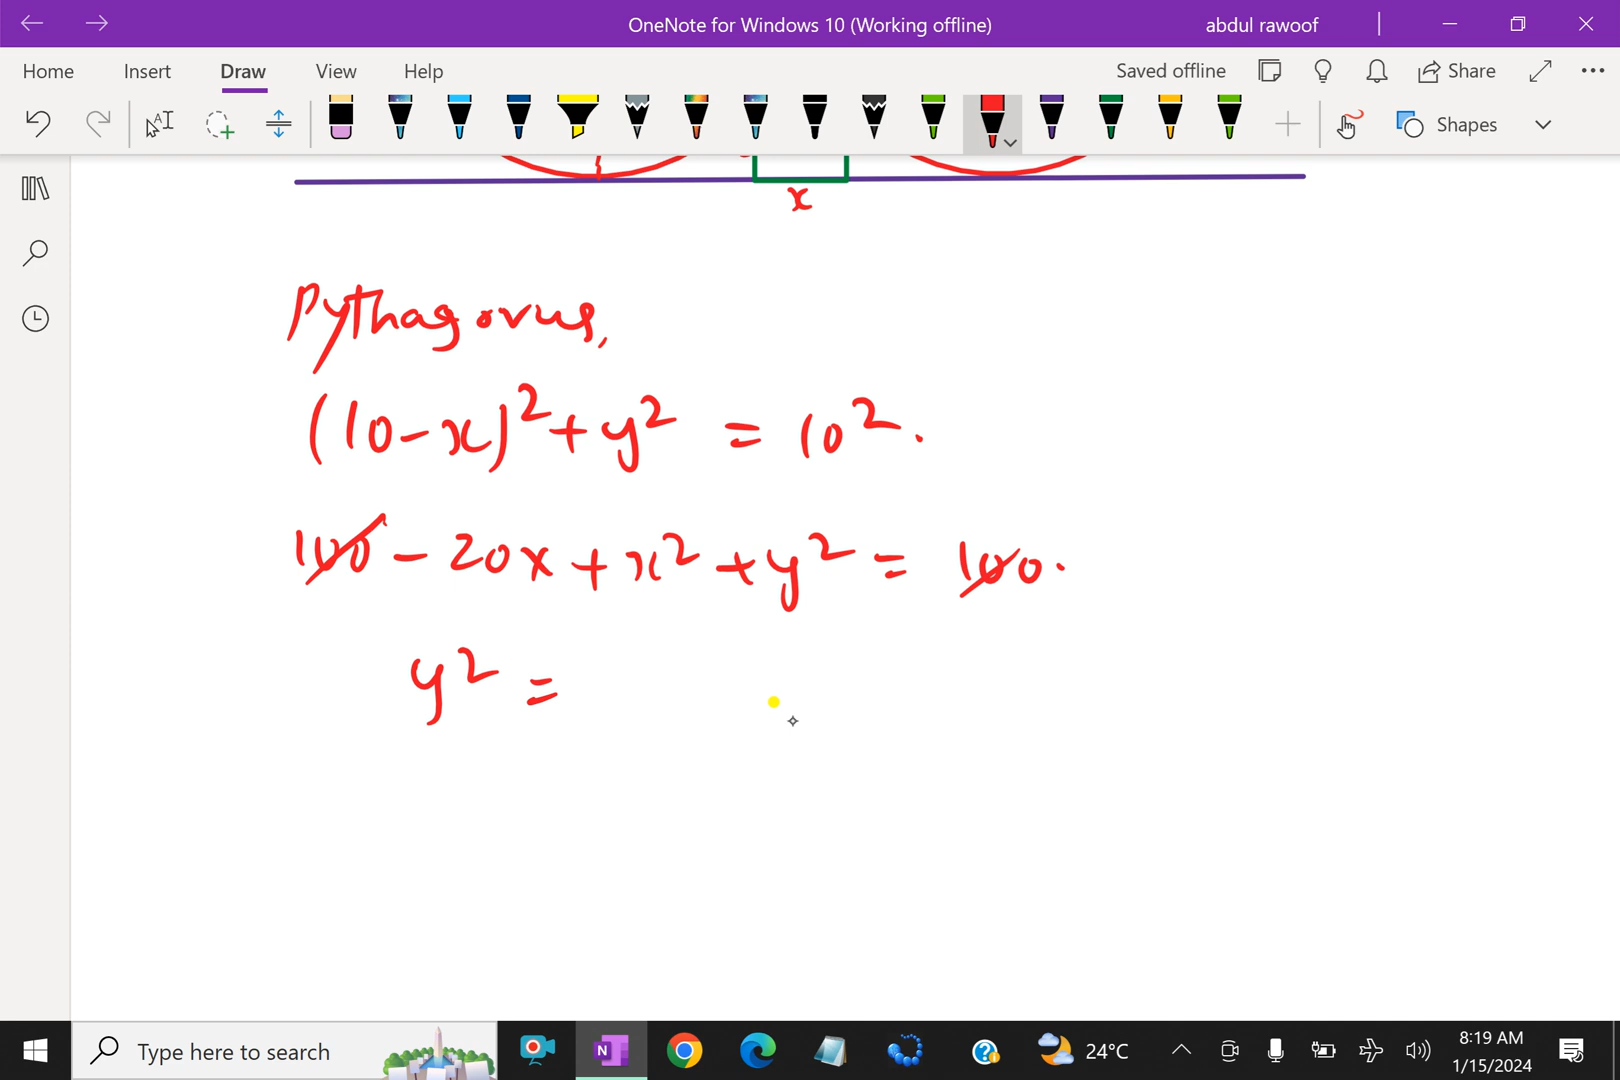 OneNote for Windows 10 (Working offline)
abdul rawoof
Home Insert Draw View Help
Saved offline
Share
Shapes
x
Pythagorus,
(10-x)² + y² = 10².
100 - 20x + x² + y² = 100.
y² =
Type here to search
24°C
8:19 AM
1/15/2024